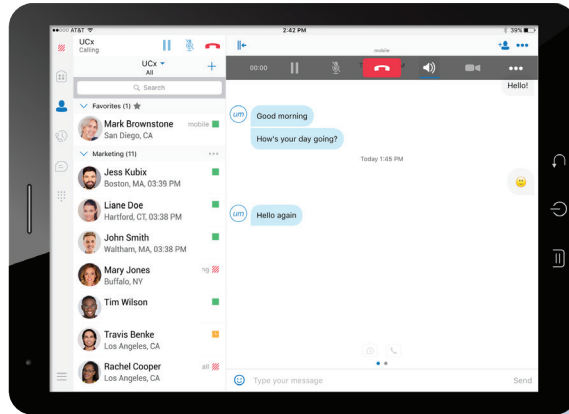 AT&T
2:42 PM
39%
UCx
Calling
mobile
UCx
All
00:00
Search
Hello!
Favorites (1)
Mark Brownstone mobile
San Diego, CA
um Good morning
How's your day going?
Marketing (11)
Today 1:45 PM
Jess Kubix
Boston, MA, 03:39 PM
Liane Doe
Hartford, CT, 03:38 PM
um Hello again
John Smith
Waltham, MA, 03:38 PM
Mary Jones ng
Buffalo, NY
Tim Wilson
Travis Benke
Los Angeles, CA
Rachel Cooper all
Los Angeles, CA
Type your message Send